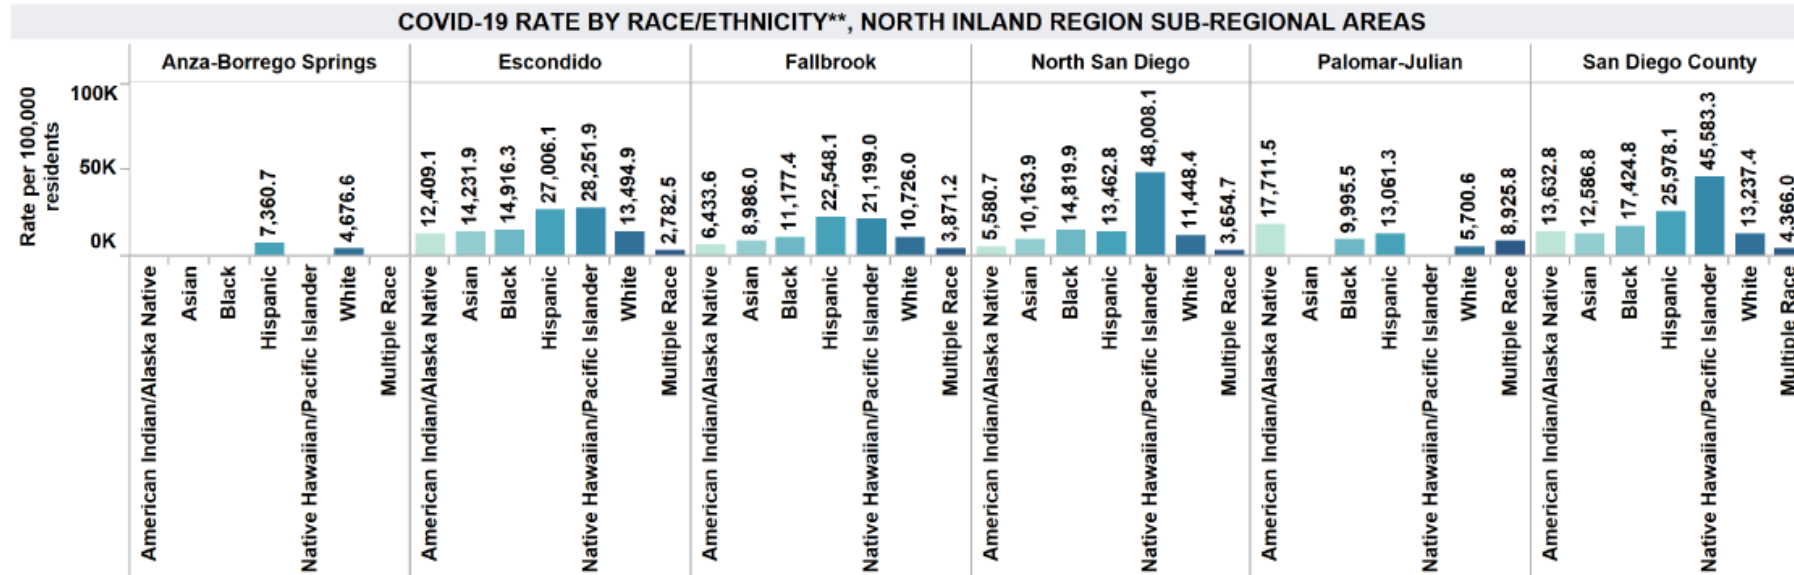 COVID-19 RATE BY RACE/ETHNICITY**, NORTH INLAND REGION SUB-REGIONAL AREAS
Anza-Borrego Springs
Escondido
Fallbrook
North San Diego
Palomar-Julian
San Diego County
Rate per 100,000
residents
100K
50K
0K
7,360.7
4,676.6
12,409.1
14,231.9
14,916.3
27,006.1
28,251.9
13,494.9
2,782.5
6,433.6
8,986.0
11,177.4
22,548.1
21,199.0
10,726.0
3,871.2
5,580.7
10,163.9
14,819.9
13,462.8
48,008.1
11,448.4
3,654.7
17,711.5
9,995.5
13,061.3
5,700.6
8,925.8
13,632.8
12,586.8
17,424.8
25,978.1
45,583.3
13,237.4
4,366.0
American Indian/Alaska Native
Asian
Black
Hispanic
Native Hawaiian/Pacific Islander
White
Multiple Race
American Indian/Alaska Native
Asian
Black
Hispanic
Native Hawaiian/Pacific Islander
White
Multiple Race
American Indian/Alaska Native
Asian
Black
Hispanic
Native Hawaiian/Pacific Islander
White
Multiple Race
American Indian/Alaska Native
Asian
Black
Hispanic
Native Hawaiian/Pacific Islander
White
Multiple Race
American Indian/Alaska Native
Asian
Black
Hispanic
Native Hawaiian/Pacific Islander
White
Multiple Race
American Indian/Alaska Native
Asian
Black
Hispanic
Native Hawaiian/Pacific Islander
White
Multiple Race